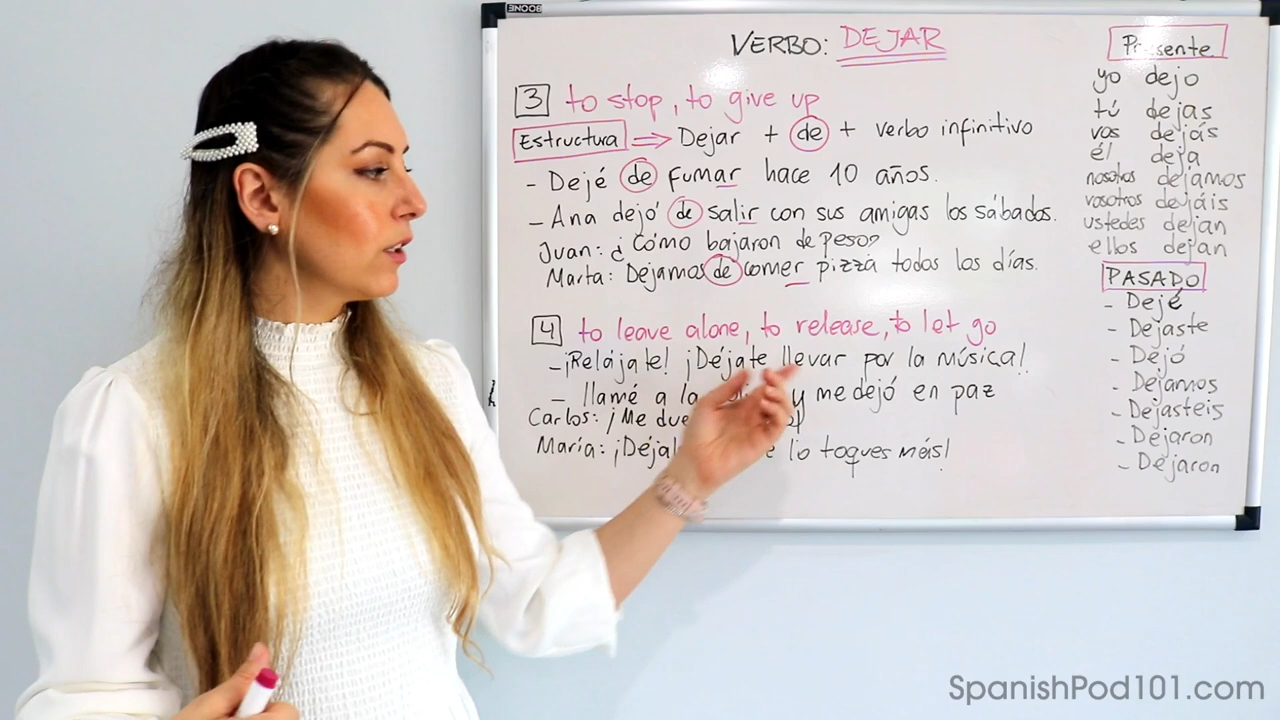 BOONE
VERBO: DEJAR
3 to stop, to give up
Estructura ⇒ Dejar + de + verbo infinitivo
- Dejé de fumar hace 10 años.
- Ana dejó de salir con sus amigas los sábados.
Juan: ¿Cómo bajaron de peso?
Marta: Dejamos de comer pizza todos los días.
4 to leave alone, to release, to let go
- ¡Relájate! ¡Déjate llevar por la música!
- llamé a la y me dejó en paz
Carlos: ¡Me
María: lo toques más!
Presente
yo dejo
tú dejas
vos dejás
él deja
nosotros dejamos
vosotros dejáis
ustedes dejan
ellos dejan
PASADO
- Dejé
- Dejaste
- Dejó
- Dejamos
- Dejasteis
- Dejaron
- Dejaron
SpanishPod101.com